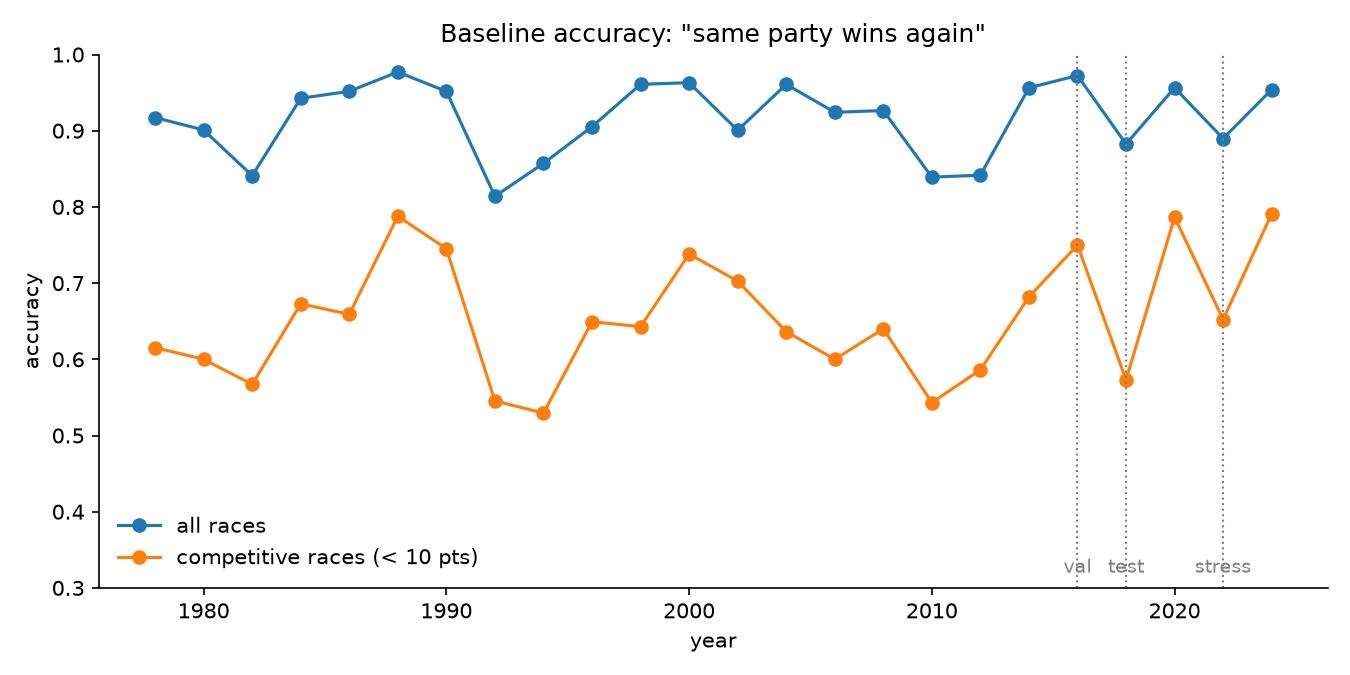 Baseline accuracy: "same party wins again"
1.0
0.9
0.8
0.7
0.6
0.5
0.4
0.3
accuracy
all races
competitive races (< 10 pts)
val test stress
1980 1990 2000 2010 2020
year